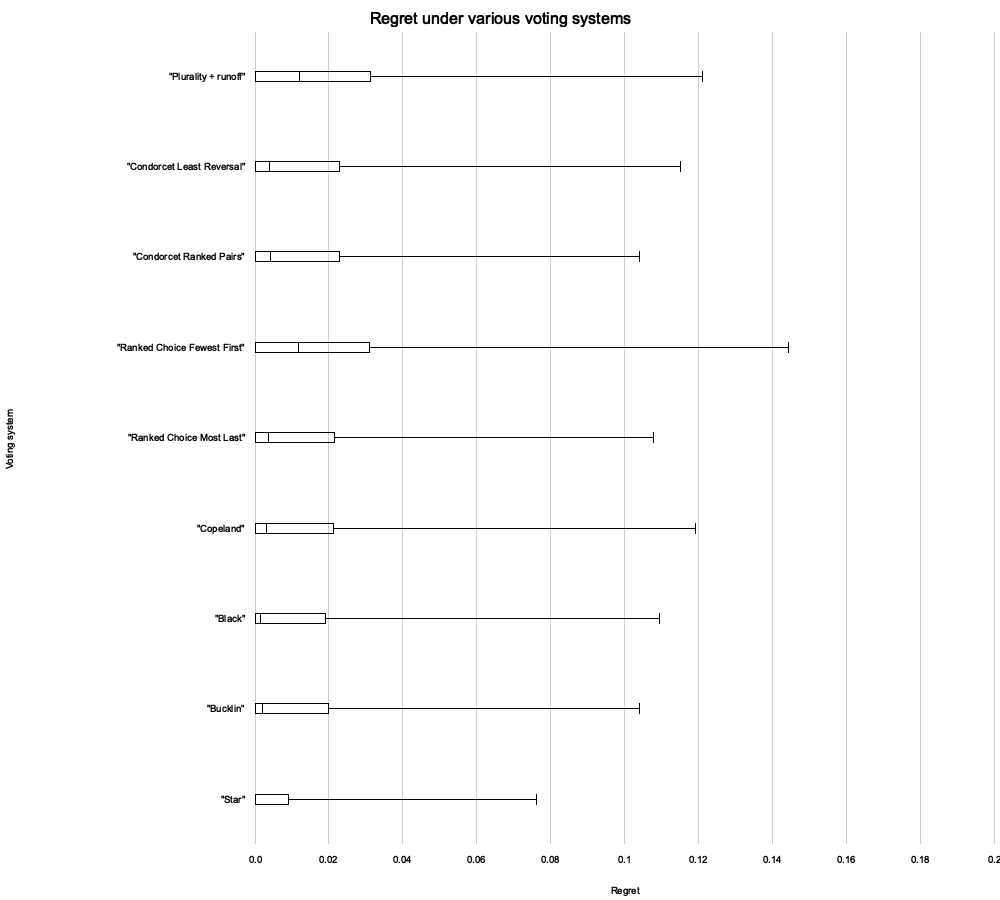 Regret under various voting systems
"Plurality + runoff"
"Condorcet Least Reversal"
"Condorcet Ranked Pairs"
"Ranked Choice Fewest First"
Voting system
"Ranked Choice Most Last"
"Copeland"
"Black"
"Bucklin"
"Star"
0.0 0.02 0.04 0.06 0.08 0.1 0.12 0.14 0.16 0.18 0.2
Regret